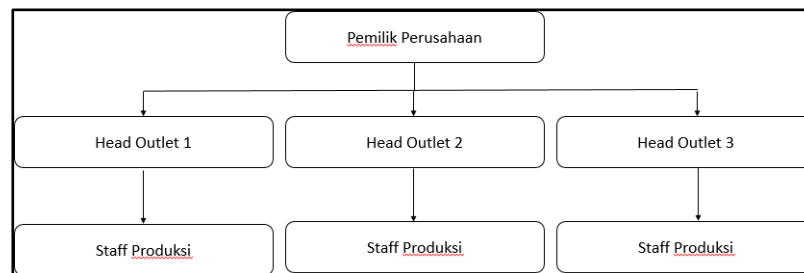 Pemilik Perusahaan
Head Outlet 1
Head Outlet 2
Head Outlet 3
Staff Produksi
Staff Produksi
Staff Produksi